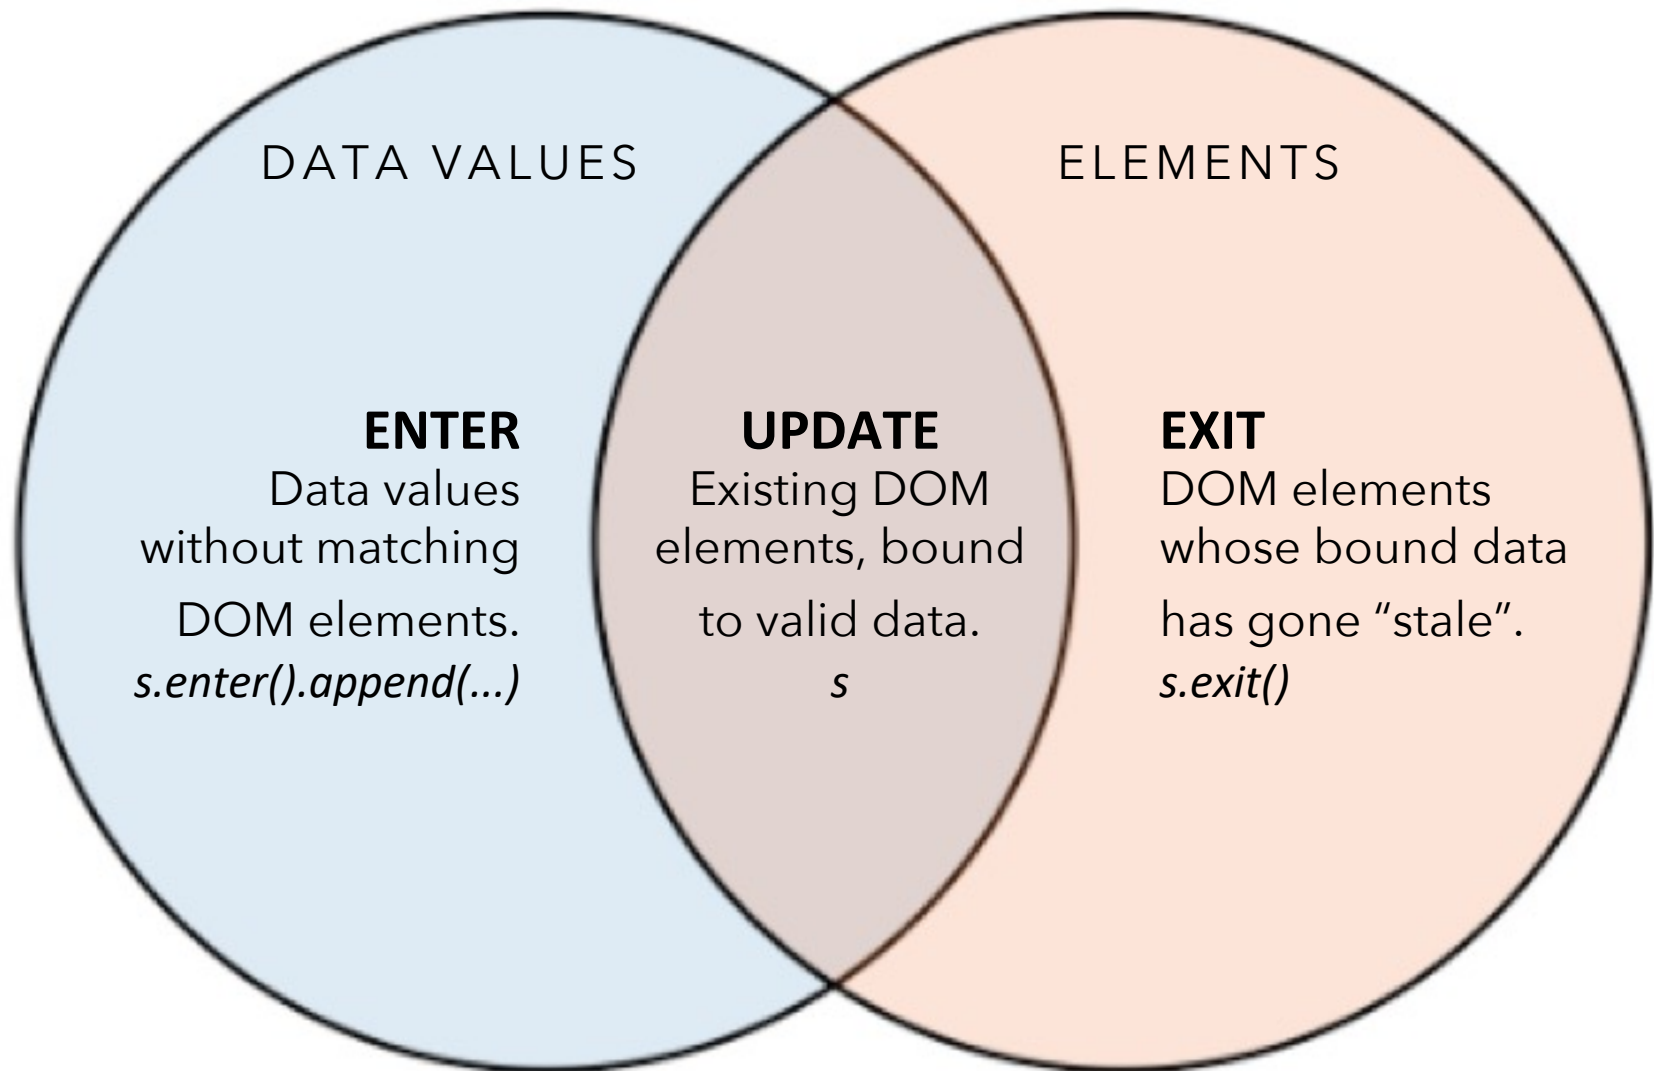 DATA VALUES
ELEMENTS
ENTER
Data values
without matching
DOM elements.
s.enter().append(...)
UPDATE
Existing DOM
elements, bound
to valid data.
s
EXIT
DOM elements
whose bound data
has gone “stale”.
s.exit()